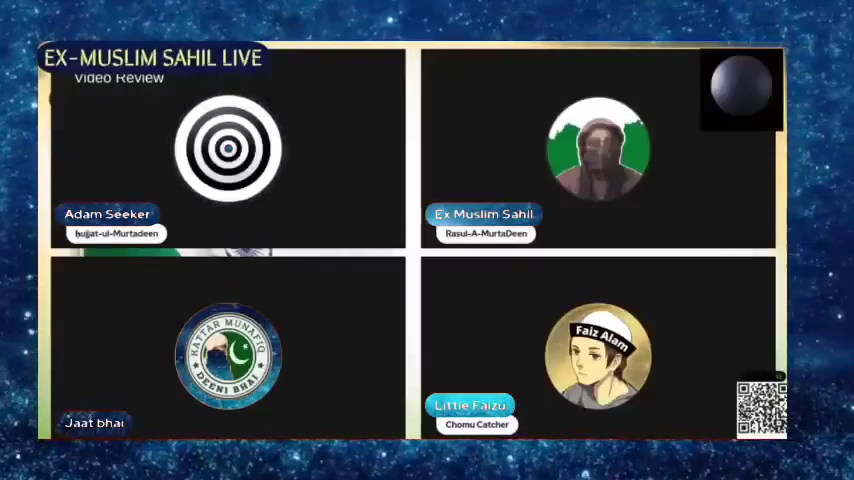 EX-MUSLIM SAHIL LIVE
Video Review
Adam Seeker
hujjat-ul-Murtadeen
Ex Muslim Sahil
Rasul-A-MurtaDeen
KATTAR MUNAFIQ
DEENI BHAI
Jaat bhai
Faiz Alam
Little Faizu
Chomu Catcher